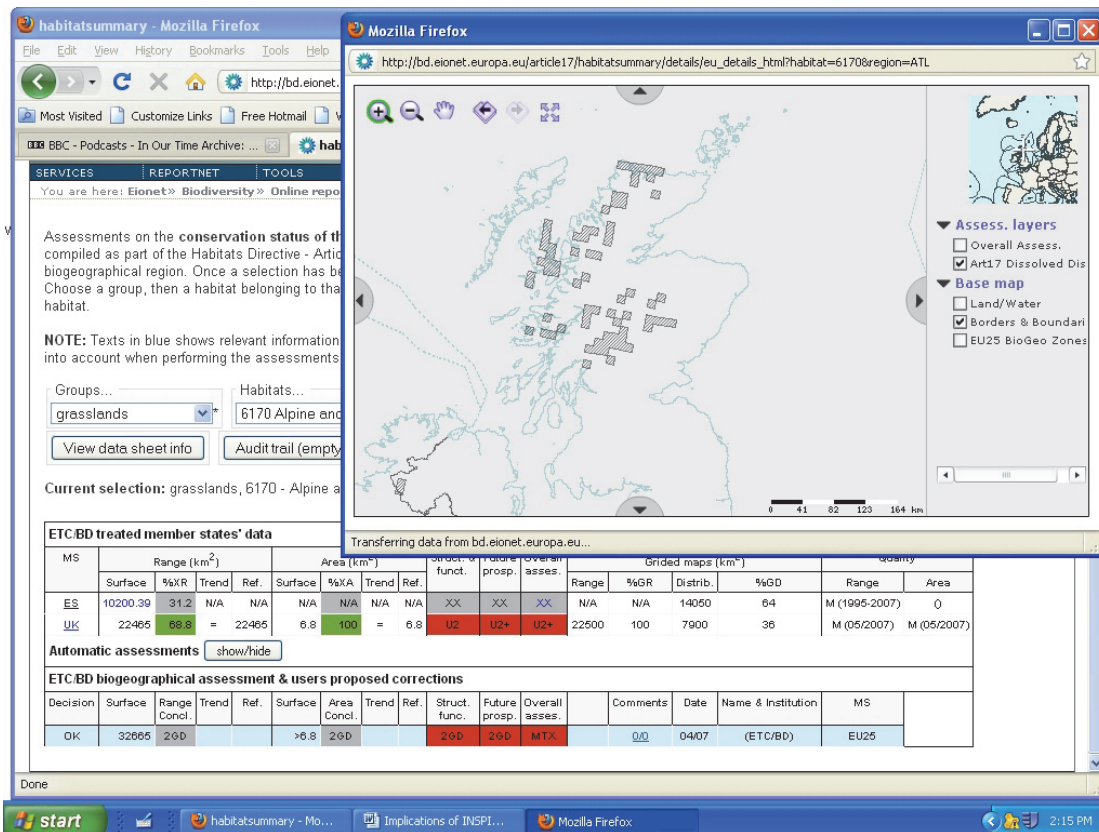 habitatsummary - Mozilla Firefox
File Edit View History Bookmarks Tools Help
http://bd.eionet.
Most Visited Customize Links Free Hotmail
BBC - Podcasts - In Our Time Archive: ... hab
SERVICES REPORTNET TOOLS
You are here: Eionet» Biodiversity» Online repo
Assessments on the conservation status of th
compiled as part of the Habitats Directive - Artic
biogeographical region. Once a selection has be
Choose a group, then a habitat belonging to tha
habitat.
NOTE: Texts in blue shows relevant information
into account when performing the assessments
Groups... Habitats...
grasslands * 6170 Alpine and
View data sheet info Audit trail (empty
Current selection: grasslands, 6170 - Alpine a
Mozilla Firefox
http://bd.eionet.europa.eu/article17/habitatsummary/details/eu_details_html?habitat=6170&region=ATL
Assess. layers
Overall Assess.
Art17 Dissolved Dis
Base map
Land/Water
Borders & Boundari
EU25 BioGeo Zones
0 41 82 123 164 km
Transferring data from bd.eionet.europa.eu...
ETC/BD treated member states' data
MS Range (km2) Area (km2) Struct. & funct. Future prosp. Overall asses. Grided maps (km2) Quality
Surface %XR Trend Ref. Surface %XA Trend Ref. Range %GR Distrib. %GD Range Area
ES 10200.39 31.2 N/A N/A N/A N/A N/A N/A XX XX XX N/A N/A 14050 64 M (1995-2007) ()
UK 22465 68.8 = 22465 6.8 100 = 6.8 U2 U2+ U2+ 22500 100 7900 36 M (05/2007) M (05/2007)
Automatic assessments show/hide
ETC/BD biogeographical assessment & users proposed corrections
Decision Surface Range Concl. Trend Ref. Surface Area Concl. Trend Ref. Struct. func. Future prosp. Overall asses. Comments Date Name & Institution MS
OK 32665 2GD >6.8 2GD 2GD 2GD MTX 0/0 04/07 (ETC/BD) EU25
Done
start habitatsummary - Mo... Implications of INSPI... Mozilla Firefox 2:15 PM